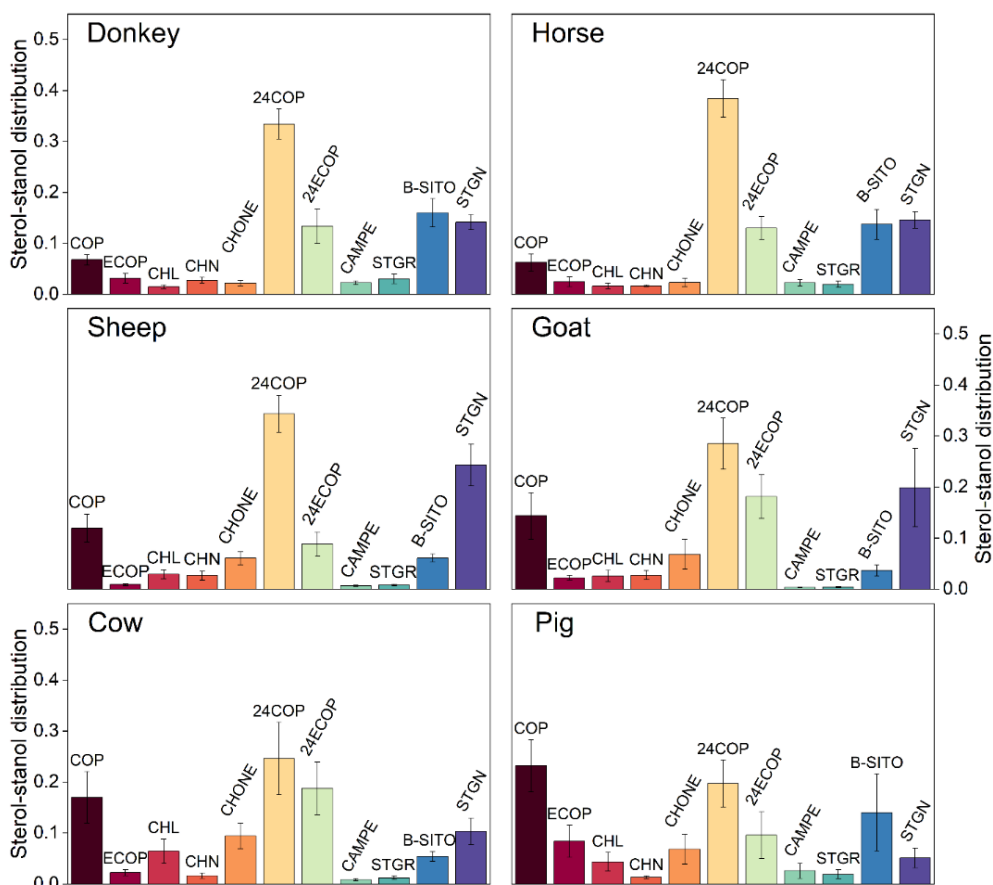 Donkey
Sterol-stanol distribution
0.5
0.4
0.3
0.2
0.1
0.0
COP
ECOP
CHL
CHN
CHONE
24COP
24ECOP
CAMPE
STGR
B-SITO
STGN
Horse
COP
ECOP
CHL
CHN
CHONE
24COP
24ECOP
CAMPE
STGR
B-SITO
STGN
Sheep
COP
ECOP
CHL
CHN
CHONE
24COP
24ECOP
CAMPE
STGR
B-SITO
STGN
Goat
COP
ECOP
CHL
CHN
CHONE
24COP
24ECOP
CAMPE
STGR
B-SITO
STGN
0.5
0.4
0.3
0.2
0.1
0.0
Sterol-stanol distribution
Cow
Sterol-stanol distribution
0.5
0.4
0.3
0.2
0.1
0.0
COP
ECOP
CHL
CHN
CHONE
24COP
24ECOP
CAMPE
STGR
B-SITO
STGN
Pig
COP
ECOP
CHL
CHN
CHONE
24COP
24ECOP
CAMPE
STGR
B-SITO
STGN